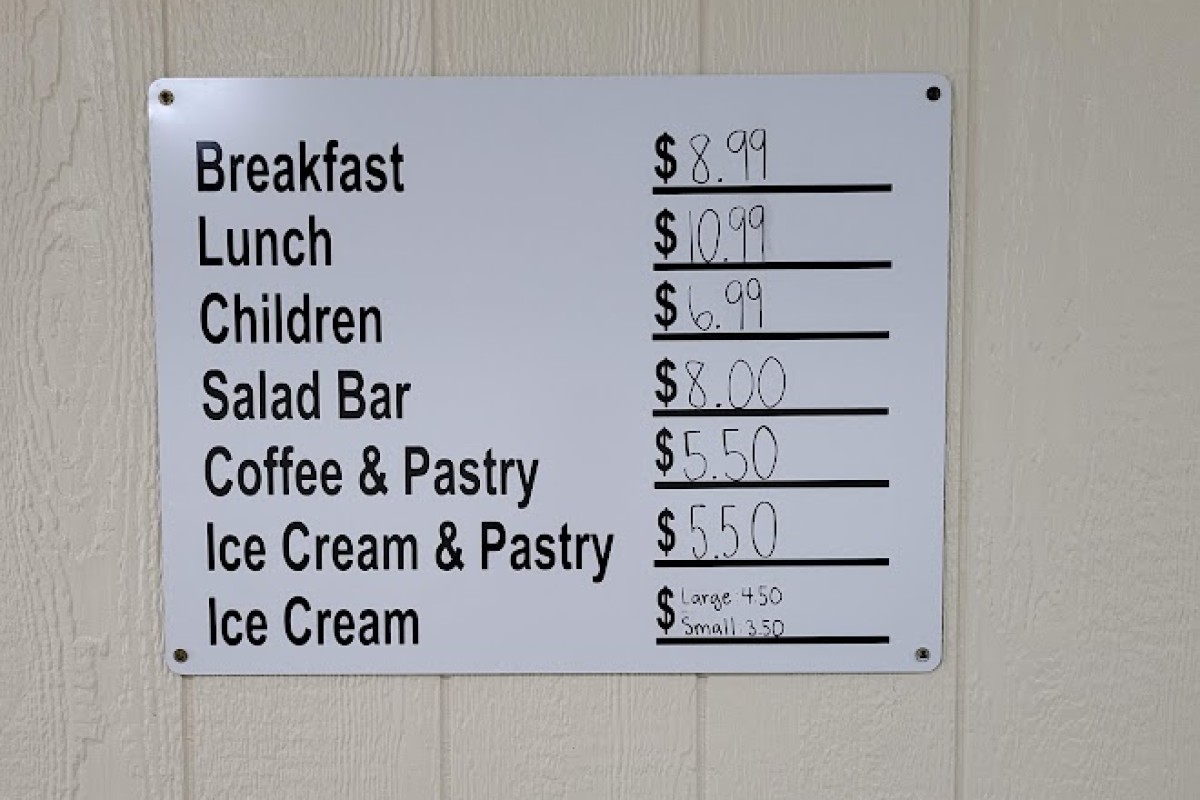 Breakfast $ 8.99
Lunch $ 10.99
Children $ 6.99
Salad Bar $ 8.00
Coffee & Pastry $ 5.50
Ice Cream & Pastry $ 5.50
Ice Cream $ Large: 4.50
Small: 3.50